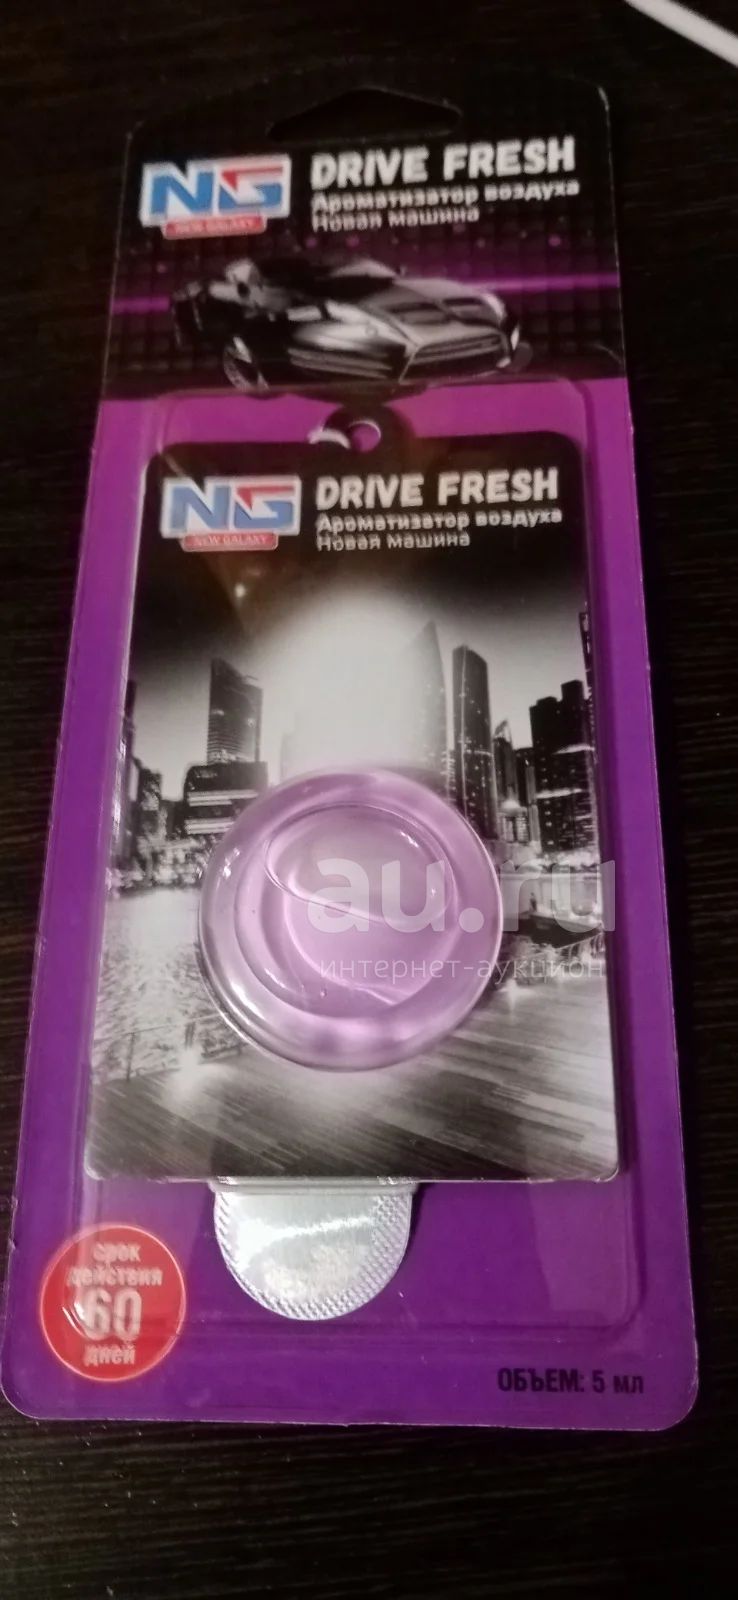 NG
NEW GALAXY
DRIVE FRESH
Ароматизатор воздуха
Новая машина
NG
NEW GALAXY
DRIVE FRESH
Ароматизатор воздуха
Новая машина
au.ru
интернет-аукцион
срок
действия
60
дней
ОБЪЕМ: 5 мл